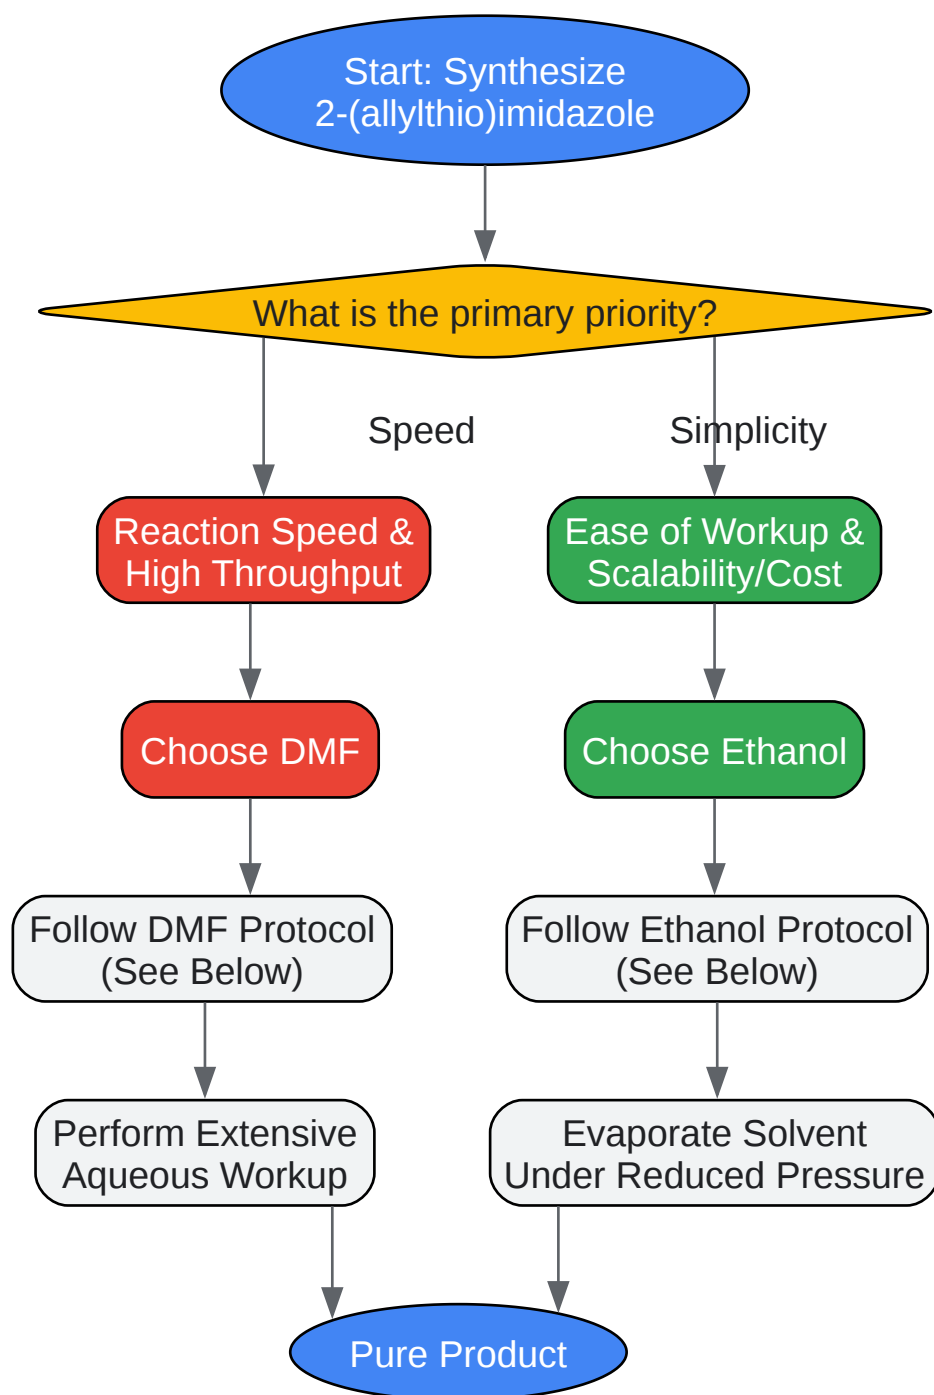 Start: Synthesize
2-(allylthio)imidazole
What is the primary priority?
Speed
Simplicity
Reaction Speed &
High Throughput
Ease of Workup &
Scalability/Cost
Choose DMF
Choose Ethanol
Follow DMF Protocol
(See Below)
Follow Ethanol Protocol
(See Below)
Perform Extensive
Aqueous Workup
Evaporate Solvent
Under Reduced Pressure
Pure Product